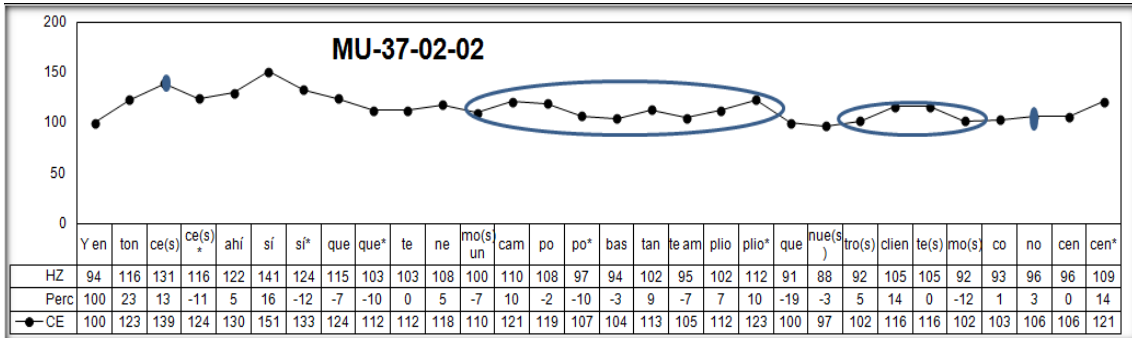 MU-37-02-02
200
150
100
50
0
Y en ton ce(s) ce(s)* ahí sí sí* que que* te ne mo(s) un cam po po* bas tan te am plio plio* que nue(s) tro(s) clien te(s) mo(s) co no cen cen*
HZ 94 116 131 116 122 141 124 115 103 103 108 100 110 108 97 94 102 95 102 112 91 88 92 105 105 92 93 96 96 109
Perc 100 23 13 -11 5 16 -12 -7 -10 0 5 -7 10 -2 -10 -3 9 -7 7 10 -19 -3 5 14 0 -12 1 3 0 14
CE 100 123 139 124 130 151 133 124 112 112 118 110 121 119 107 104 113 105 112 123 100 97 102 116 116 102 103 106 106 121